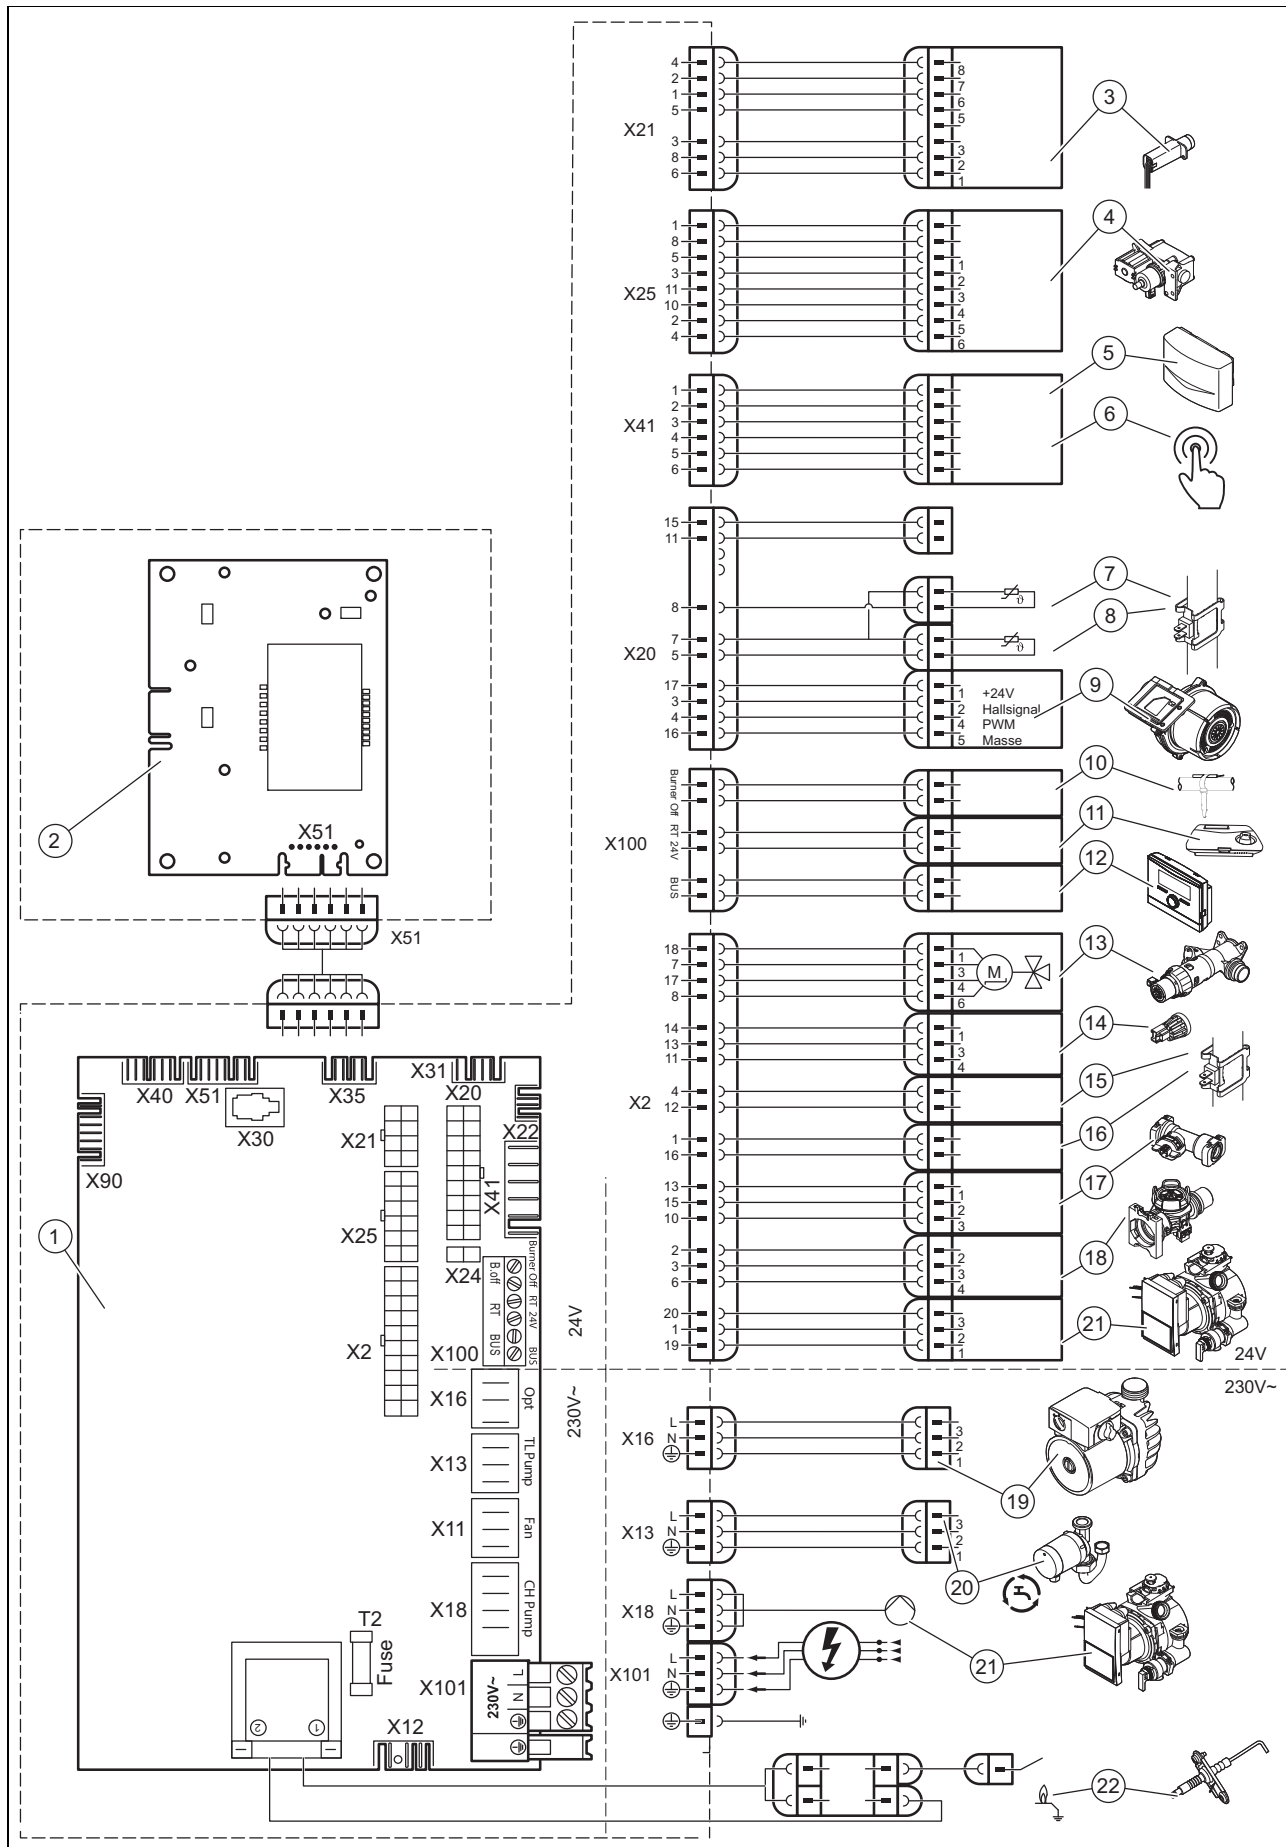 4
2
1
5
3
8
6
X21
8
7
6
5
3
2
1
3
1
8
5
3
11
10
2
4
X25
1
2
3
4
5
6
4
1
2
3
4
5
6
X41
5
6
15
11
8
7
5
17
3
4
16
X20
ϑ
ϑ
1 +24V
2 Hallsignal
4 PWM
5 Masse
7
8
9
Burner Off
RT 24V
BUS
X100
10
11
12
18
7
17
8
14
13
11
4
12
1
16
13
15
10
2
3
6
20
1
19
X2
1
3
4
6
M
1
3
4
1
2
3
2
3
4
3
2
1
13
14
15
16
17
18
21
24V
230V~
X16
L
N
3
2
1
19
X13
L
N
3
2
1
20
X18
L
N
X101
L
N
21
22
2
X51
X51
1
X40
X51
X35
X31
X20
X30
X21
X22
X90
X41
X25
X24
X2
X100
B.off
RT
BUS
Burner Off
RT 24V
BUS
24V
230V~
X16
Opt
X13
TL Pump
X11
Fan
X18
CH Pump
T2
Fuse
X101
230V~
L
N
X12
2
1